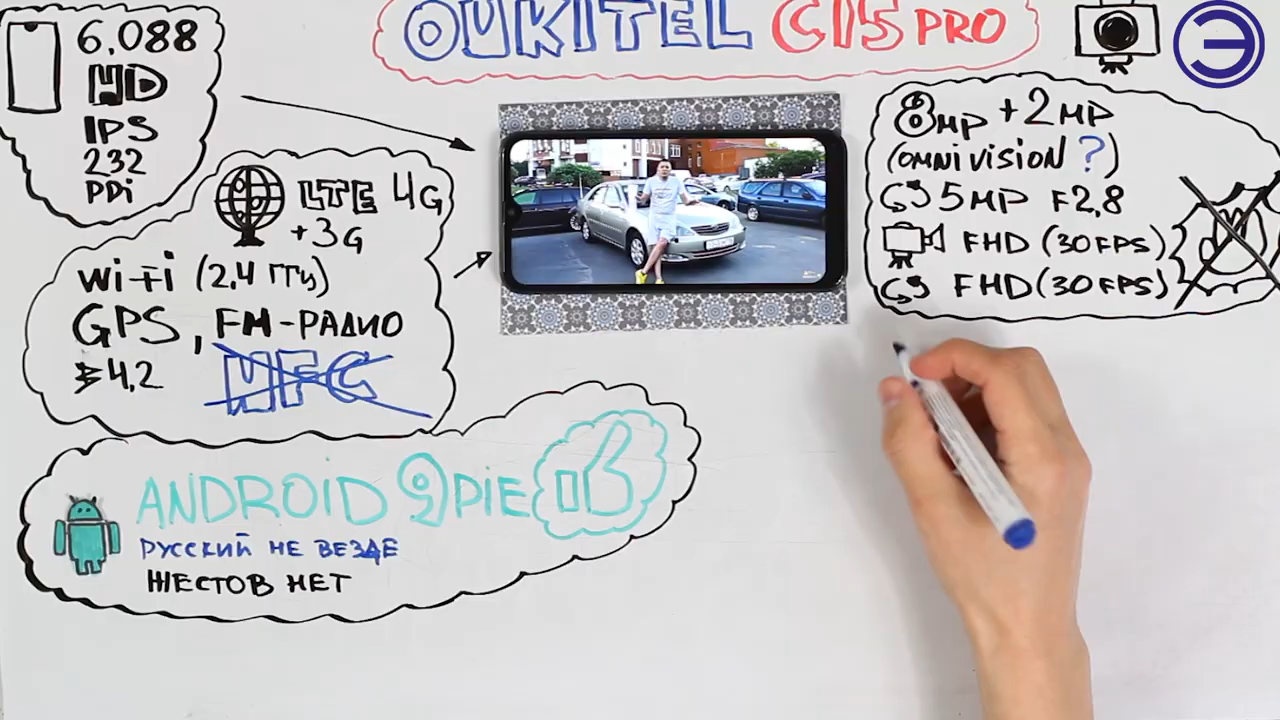 OUKITEL C15 PRO
Э
6,088
HD
IPS
232
PPi
LTE 4G
+3G
Wi-Fi (2,4 ГГц)
GPS, FM-РАДИО
4,2
NFC
ANDROID 9 PiE
РУССКИЙ НЕ ВЕЗДЕ
ЖЕСТОВ НЕТ
8MP +2MP
(OMNIVISION ?)
5MP F2,8
FHD (30FPS)
FHD (30FPS)